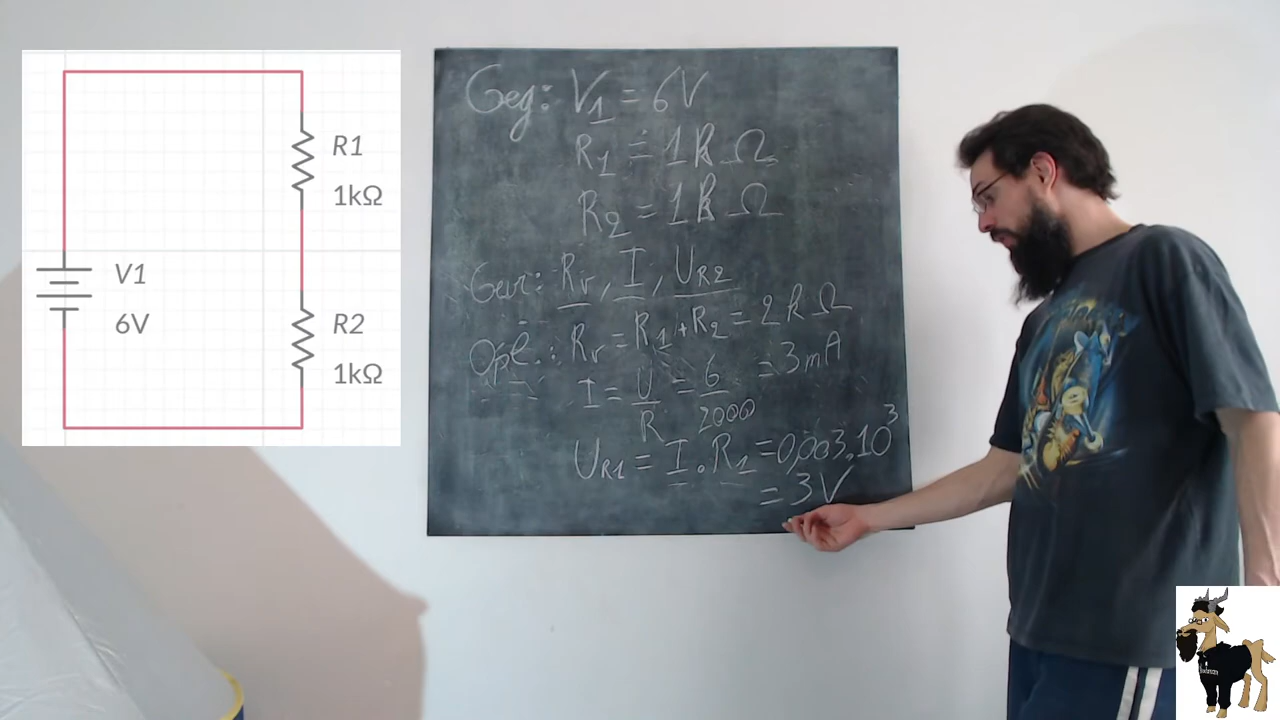 R1
1kΩ
V1
6V
R2
1kΩ
Geg: V1 = 6V
R1 = 1k Ω
R2 = 1k Ω
Gevr: Rv, I, UR2
Opl.: Rv = R1 + R2 = 2k Ω
I = U/R = 6/2000 = 3mA
UR1 = I . R1 = 0,003.10³
= 3V